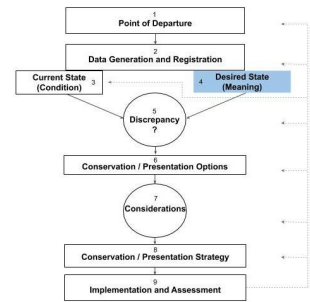 1
Point of Departure
2
Data Generation and Registration
Current State
(Condition)
3
4
Desired State
(Meaning)
5
Discrepancy
?
6
Conservation / Presentation Options
7
Considerations
8
Conservation / Presentation Strategy
9
Implementation and Assessment